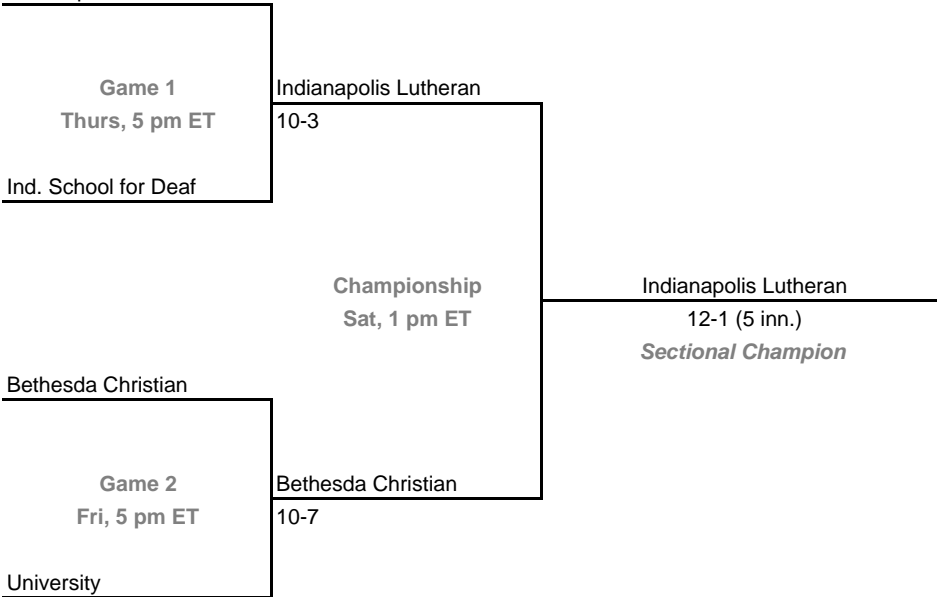 Game 1
Indianapolis Lutheran
Thurs, 5 pm ET
10-3
Ind. School for Deaf
Championship
Indianapolis Lutheran
Sat, 1 pm ET
12-1 (5 inn.)
Sectional Champion
Bethesda Christian
Game 2
Bethesda Christian
Fri, 5 pm ET
10-7
University